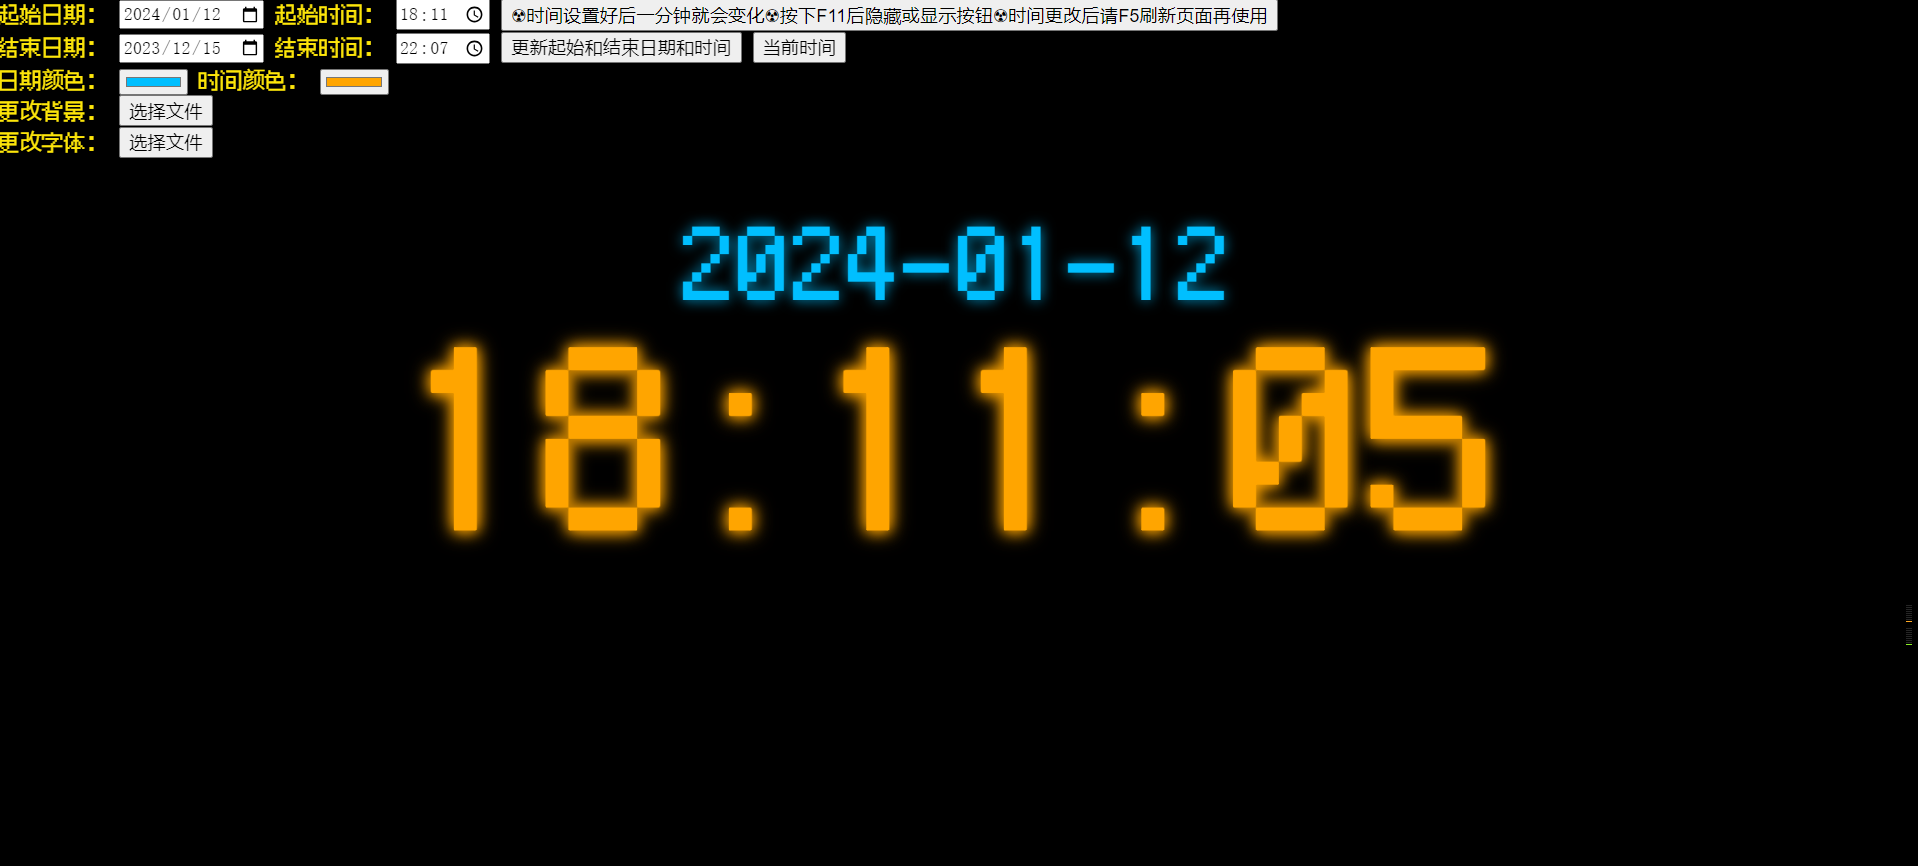 起始日期： 2024/01/12 起始时间： 18:11 ☢时间设置好后一分钟就会变化☢按下F11后隐藏或显示按钮☢时间更改后请F5刷新页面再使用
结束日期： 2023/12/15 结束时间： 22:07 更新起始和结束日期和时间 当前时间
日期颜色： 时间颜色：
更改背景： 选择文件
更改字体： 选择文件
2024-01-12
18:11:05